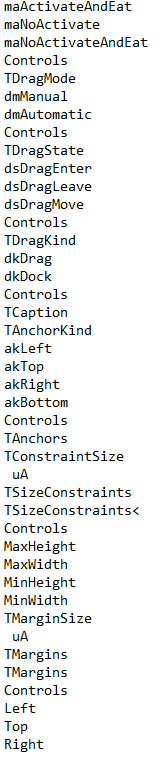 maActivateAndEat
maNoActivate
maNoActivateAndEat
Controls
TDragMode
dmManual
dmAutomatic
Controls
TDragState
dsDragEnter
dsDragLeave
dsDragMove
Controls
TDragKind
dkDrag
dkDock
Controls
TCaption
TAnchorKind
akLeft
akTop
akRight
akBottom
Controls
TAnchors
TConstraintSize
uA
TSizeConstraints
TSizeConstraints<
Controls
MaxHeight
MaxWidth
MinHeight
MinWidth
TMarginSize
uA
TMargins
TMargins
Controls
Left
Top
Right